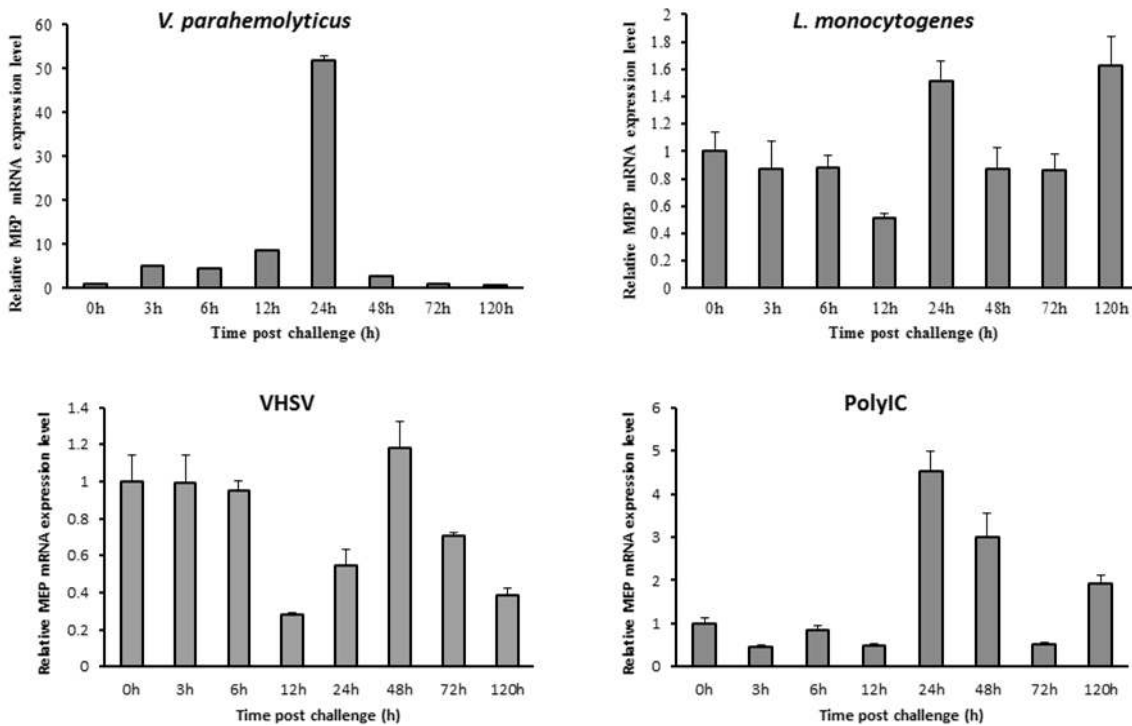 V. parahemolyticus
Relative MEP mRNA expression level
60
50
40
30
20
10
0
0h 3h 6h 12h 24h 48h 72h 120h
Time post challenge (h)
L. monocytogenes
Relative MEP mRNA expression level
2
1.8
1.6
1.4
1.2
1
0.8
0.6
0.4
0.2
0
0h 3h 6h 12h 24h 48h 72h 120h
Time post challenge (h)
VHSV
Relative MEP mRNA expression level
1.4
1.2
1
0.8
0.6
0.4
0.2
0
0h 3h 6h 12h 24h 48h 72h 120h
Time post challenge (h)
PolyIC
Relative MEP mRNA expression level
6
5
4
3
2
1
0
0h 3h 6h 12h 24h 48h 72h 120h
Time post challenge (h)